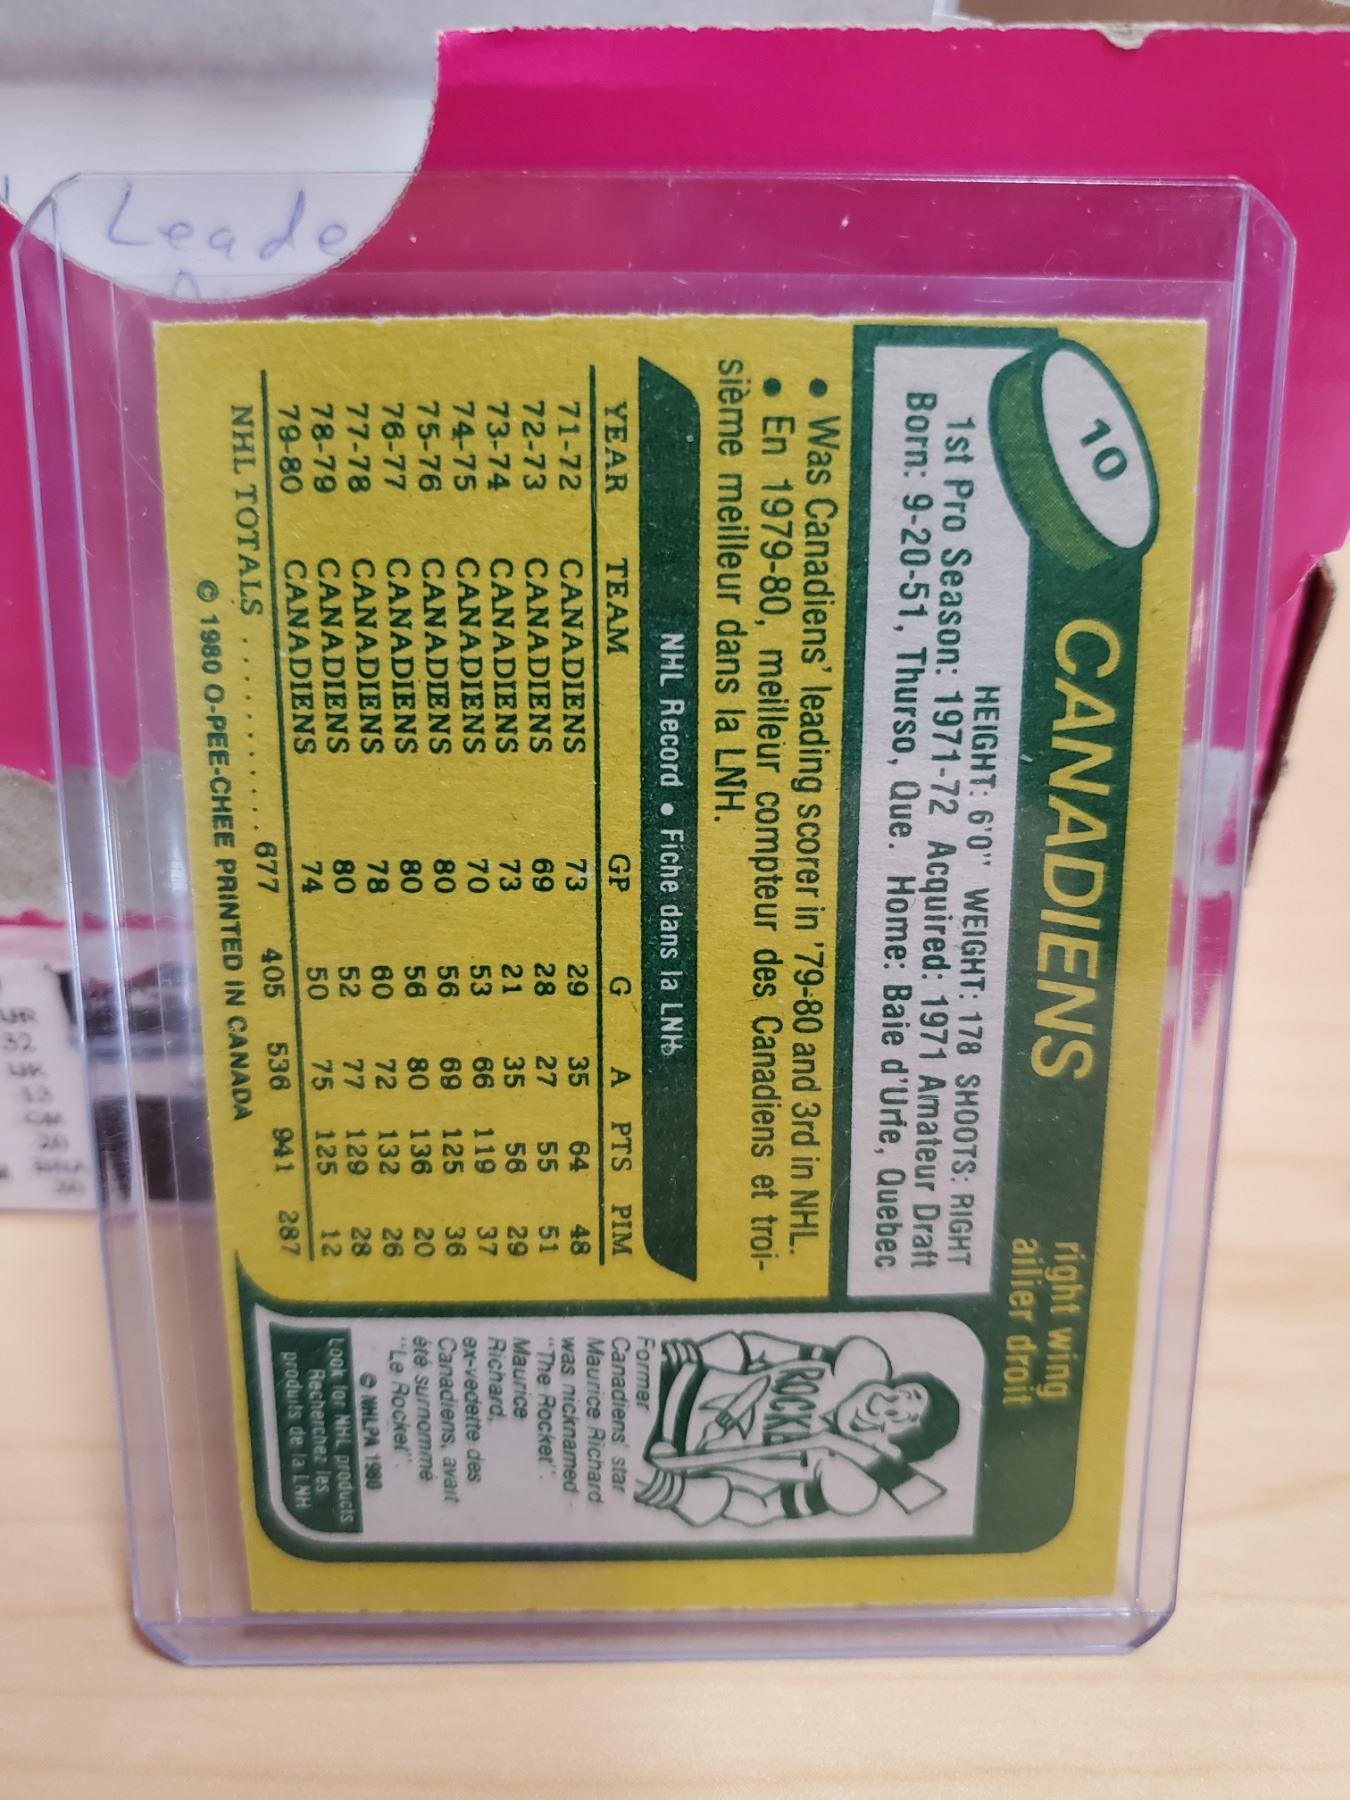 Leade
10
CANADIENS
right wing
ailier droit
HEIGHT: 6'0" WEIGHT: 178 SHOOTS: RIGHT
1st Pro Season: 1971-72 Acquired: 1971 Amateur Draft
Born: 9-20-51, Thurso, Que. Home: Baie d'Urfe, Quebec
• Was Canadiens' leading scorer in '79-80 and 3rd in NHL.
• En 1979-80, meilleur compteur des Canadiens et troi-
sième meilleur dans la LNH.
NHL Record • Fiche dans la LNH
YEAR TEAM GP G A PTS PIM
71-72 CANADIENS 73 29 35 64 48
72-73 CANADIENS 69 28 27 55 51
73-74 CANADIENS 73 21 35 56 29
74-75 CANADIENS 70 53 66 119 37
75-76 CANADIENS 80 56 69 125 36
76-77 CANADIENS 80 56 80 136 20
77-78 CANADIENS 78 60 72 132 26
78-79 CANADIENS 80 52 77 129 28
79-80 CANADIENS 74 50 75 125 12
NHL TOTALS . . . . . . . . . . 677 405 536 941 287
© 1980 O-PEE-CHEE PRINTED IN CANADA
ROCKET
Former
Canadiens' star
Maurice Richard
was nicknamed
"The Rocket".
Maurice
Richard,
ex-vedette des
Canadiens, avait
été surnommé
"Le Rocket".
© NHLPA 1980
Look for NHL products
Recherchez les
produits de la LNH